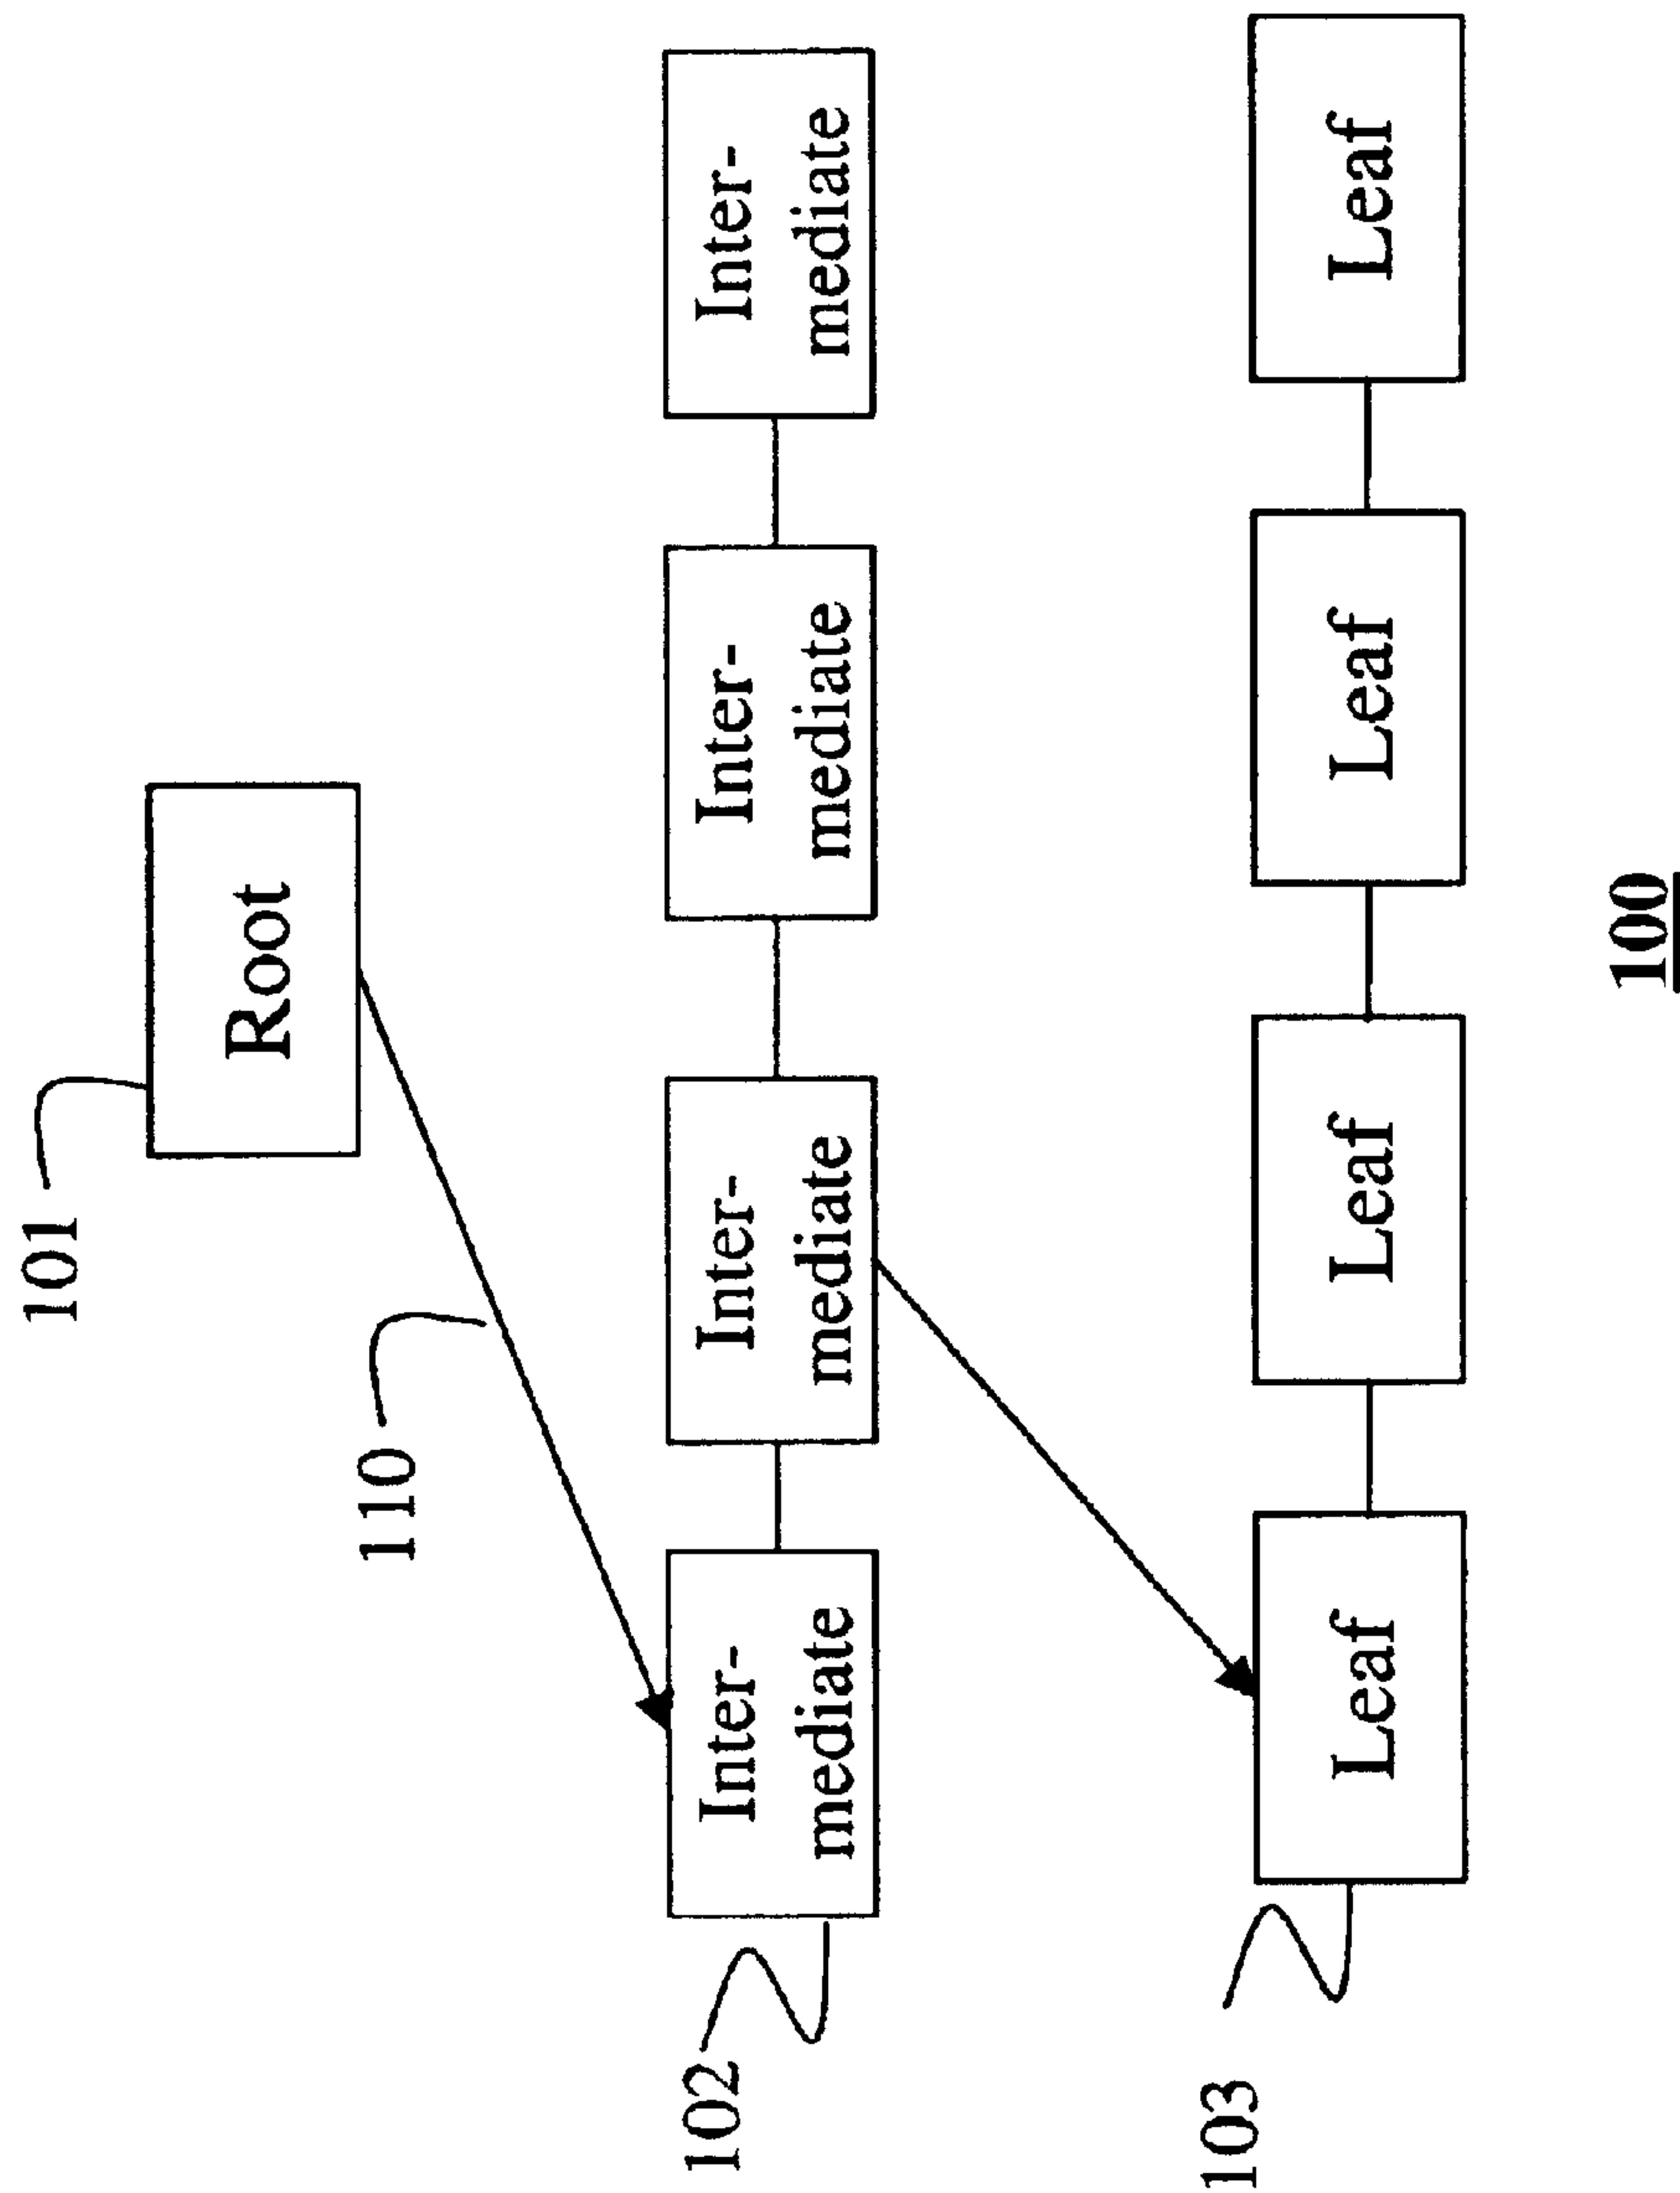 101
Root
110
Inter-
mediate
Inter-
mediate
Inter-
mediate
Inter-
mediate
102
Leaf
Leaf
Leaf
Leaf
103
100